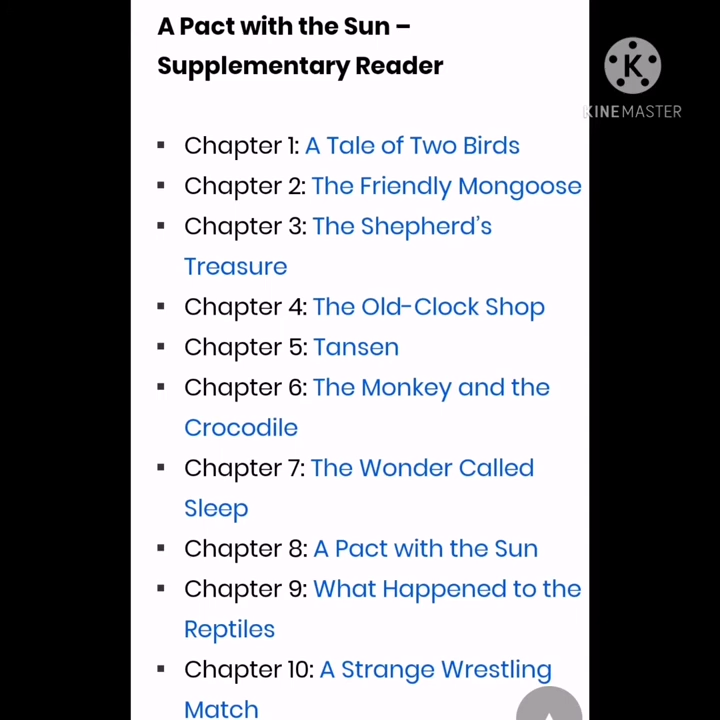 A Pact with the Sun –
Supplementary Reader
K
KINEMASTER
▪ Chapter 1: A Tale of Two Birds
▪ Chapter 2: The Friendly Mongoose
▪ Chapter 3: The Shepherd’s
Treasure
▪ Chapter 4: The Old-Clock Shop
▪ Chapter 5: Tansen
▪ Chapter 6: The Monkey and the
Crocodile
▪ Chapter 7: The Wonder Called
Sleep
▪ Chapter 8: A Pact with the Sun
▪ Chapter 9: What Happened to the
Reptiles
▪ Chapter 10: A Strange Wrestling
Match